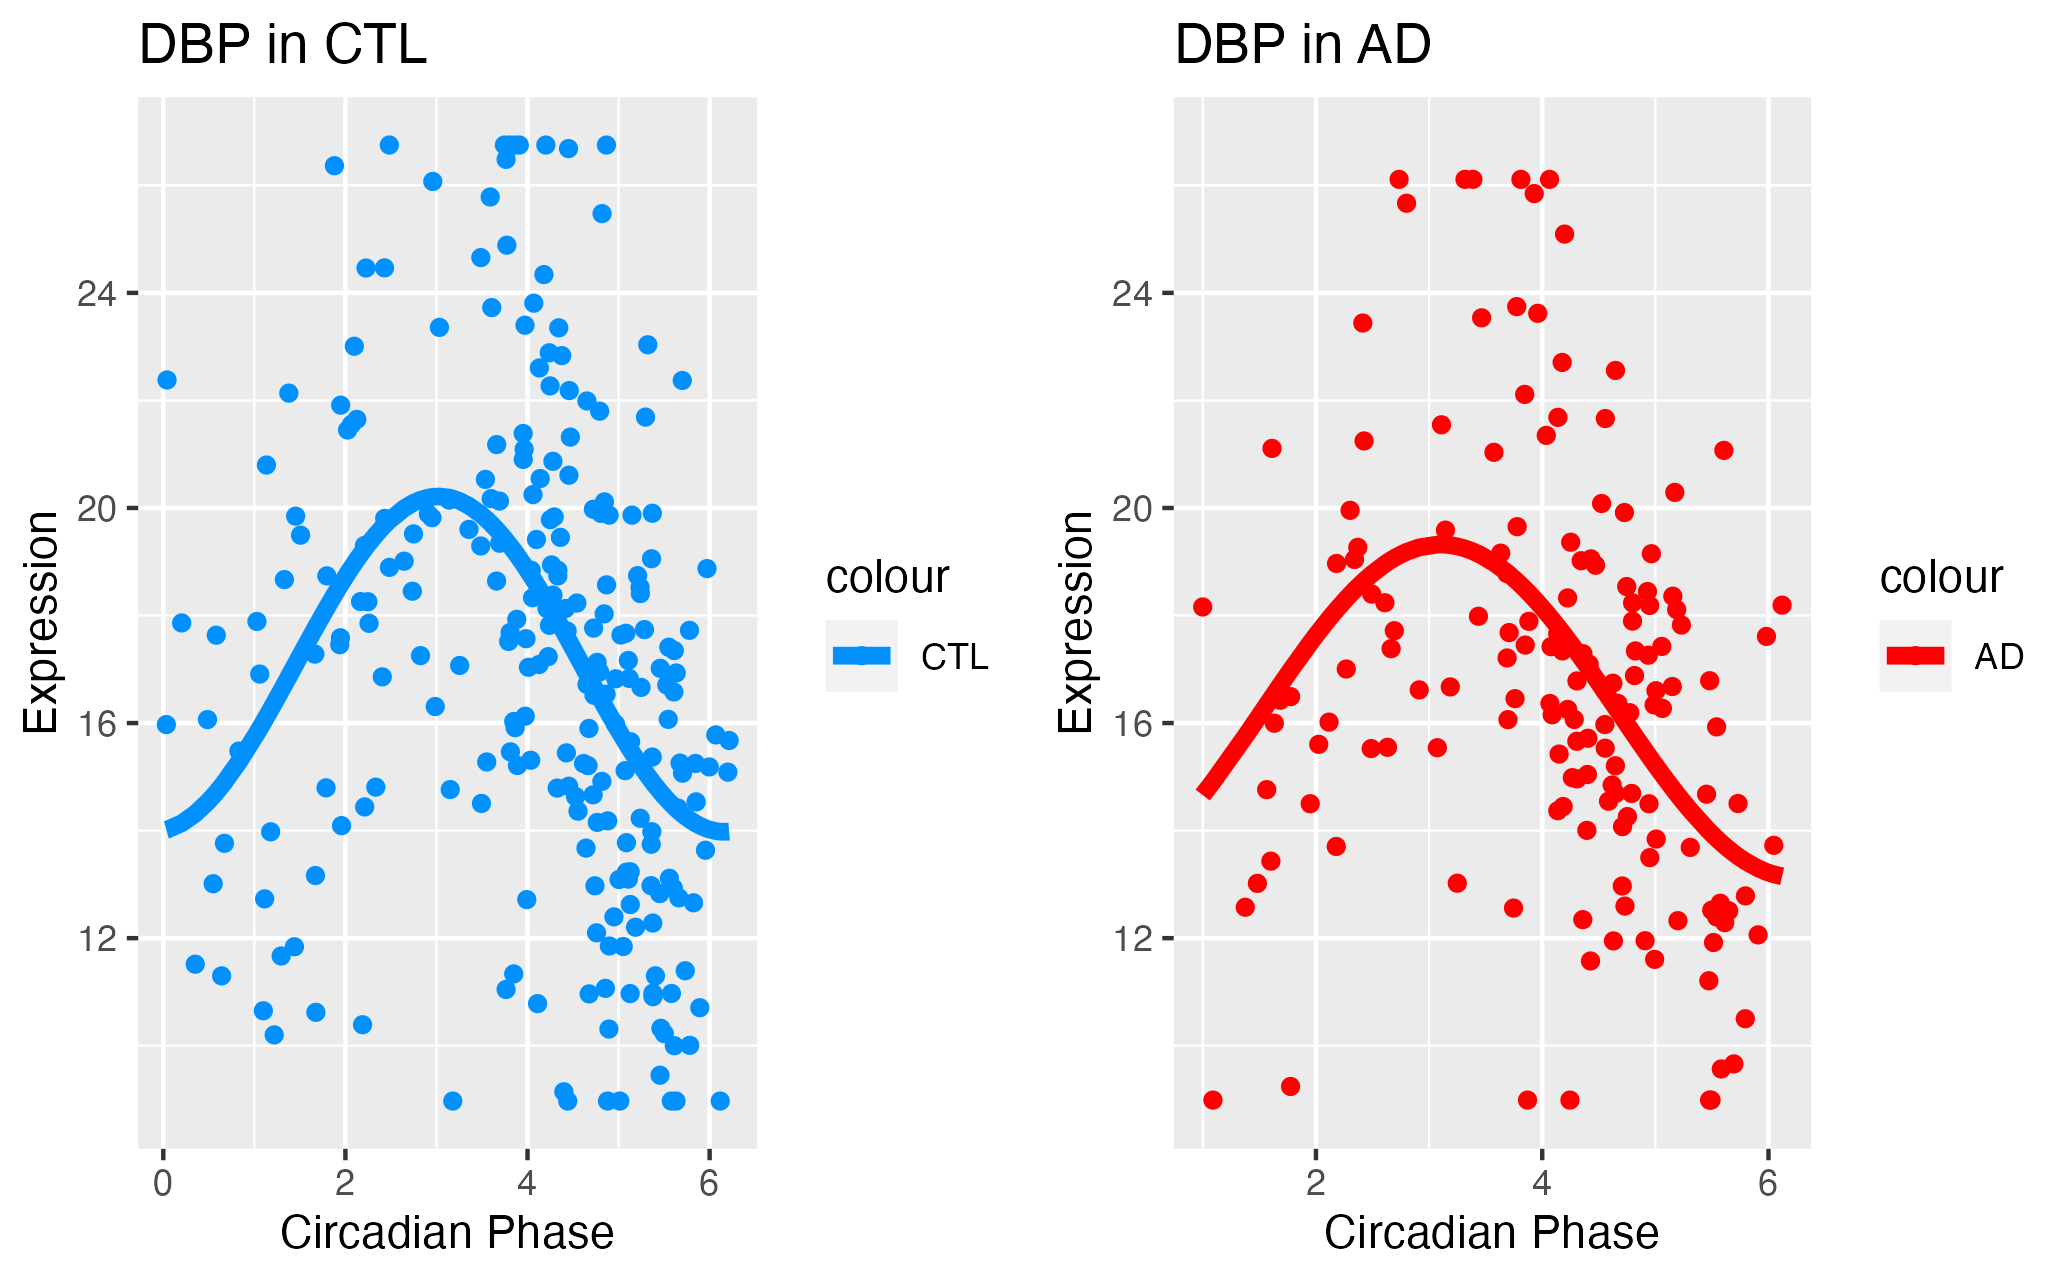 DBP in CTL
24
20
16
12
Expression
0 2 4 6
Circadian Phase
colour
CTL
DBP in AD
24
20
16
12
Expression
2 4 6
Circadian Phase
colour
AD